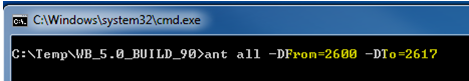 C:\Windows\system32\cmd.exe
C:\Temp\WB_5.0_BUILD_90>ant all -DFrom=2600 -DTo=2617